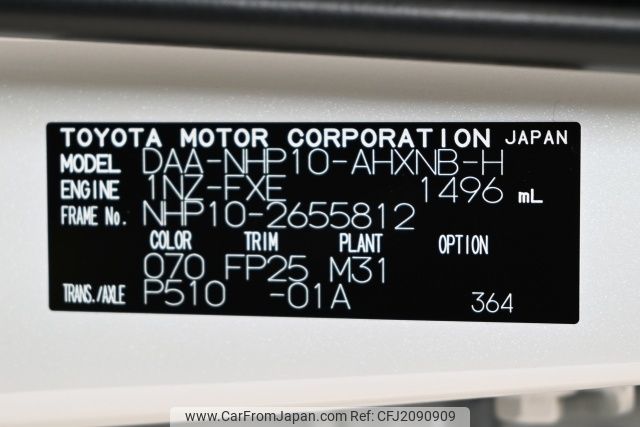 TOYOTA MOTOR CORPORATION JAPAN
MODEL DAA-NHP10-AHXNB-H
ENGINE 1NZ-FXE 1496 mL
FRAME No. NHP10-2655812
COLOR TRIM PLANT OPTION
070 FP25 M31
TRANS./AXLE P510 -01A 364
www.CarFromJapan.com REF CFJ2090909